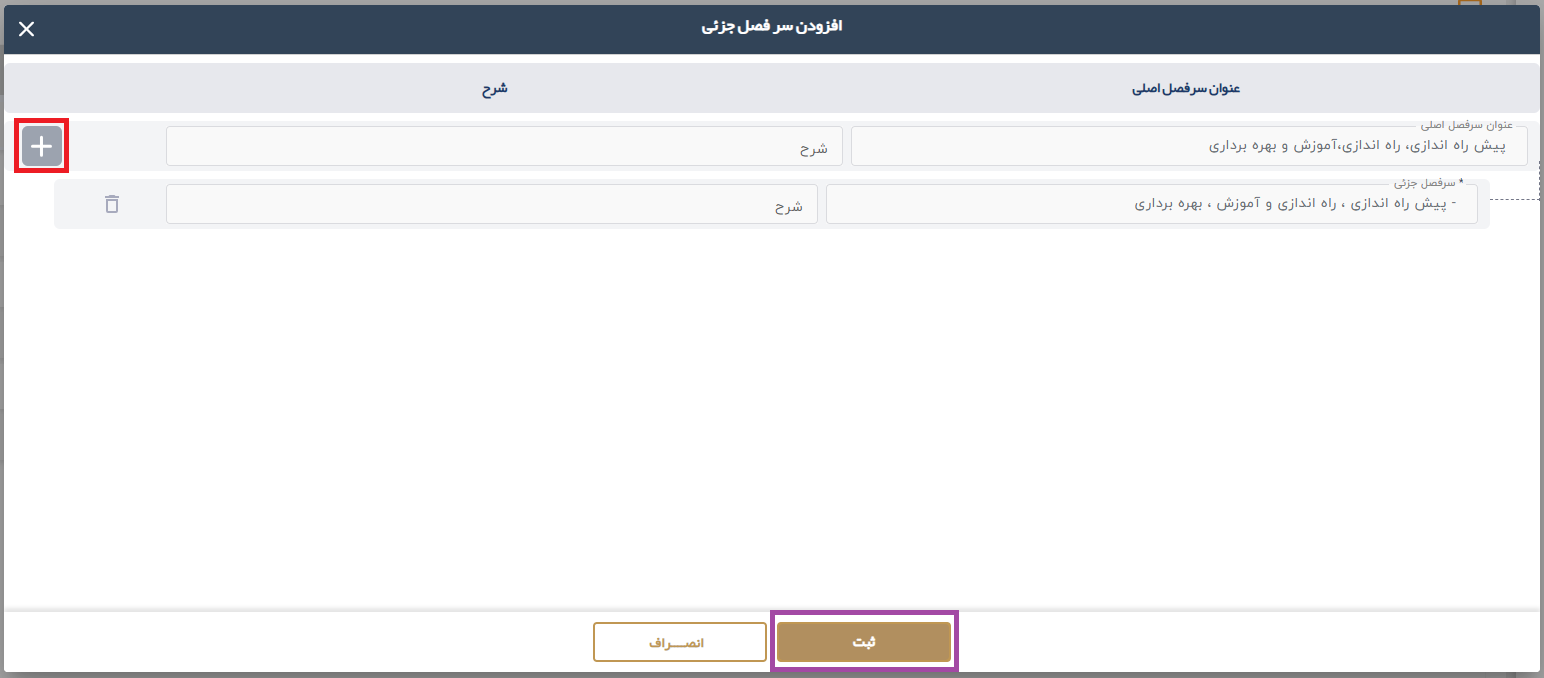 افزودن سر فصل جزئی
عنوان سرفصل اصلی
شرح
عنوان سرفصل اصلی
پیش راه اندازی، راه اندازی،آموزش و بهره برداری
شرح
* سرفصل جزئی
- پیش راه اندازی ، راه اندازی و آموزش ، بهره برداری
شرح
ثبت
انصـــراف